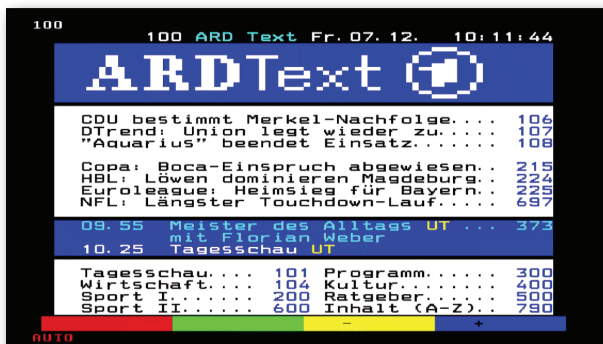 100
100 ARD Text Fr. 07. 12. 10:11:44
ARDText 1
CDU bestimmt Merkel-Nachfolge.... 106
DTrend: Union legt wieder zu..... 107
"Aquarius" beendet Einsatz....... 108
Copa: Boca-Einspruch abgewiesen.. 215
HBL: Löwen dominieren Magdeburg.. 224
Euroleague: Heimsieg für Bayern.. 225
NFL: Längster Touchdown-Lauf..... 697
09.55 Meister des Alltags UT ... 373
mit Florian Weber
10.25 Tagesschau UT
Tagesschau.... 101 Programm....... 300
Wirtschaft.... 104 Kultur......... 400
Sport I....... 200 Ratgeber....... 500
Sport II...... 600 Inhalt (A-Z).. 790
- +
AUTO